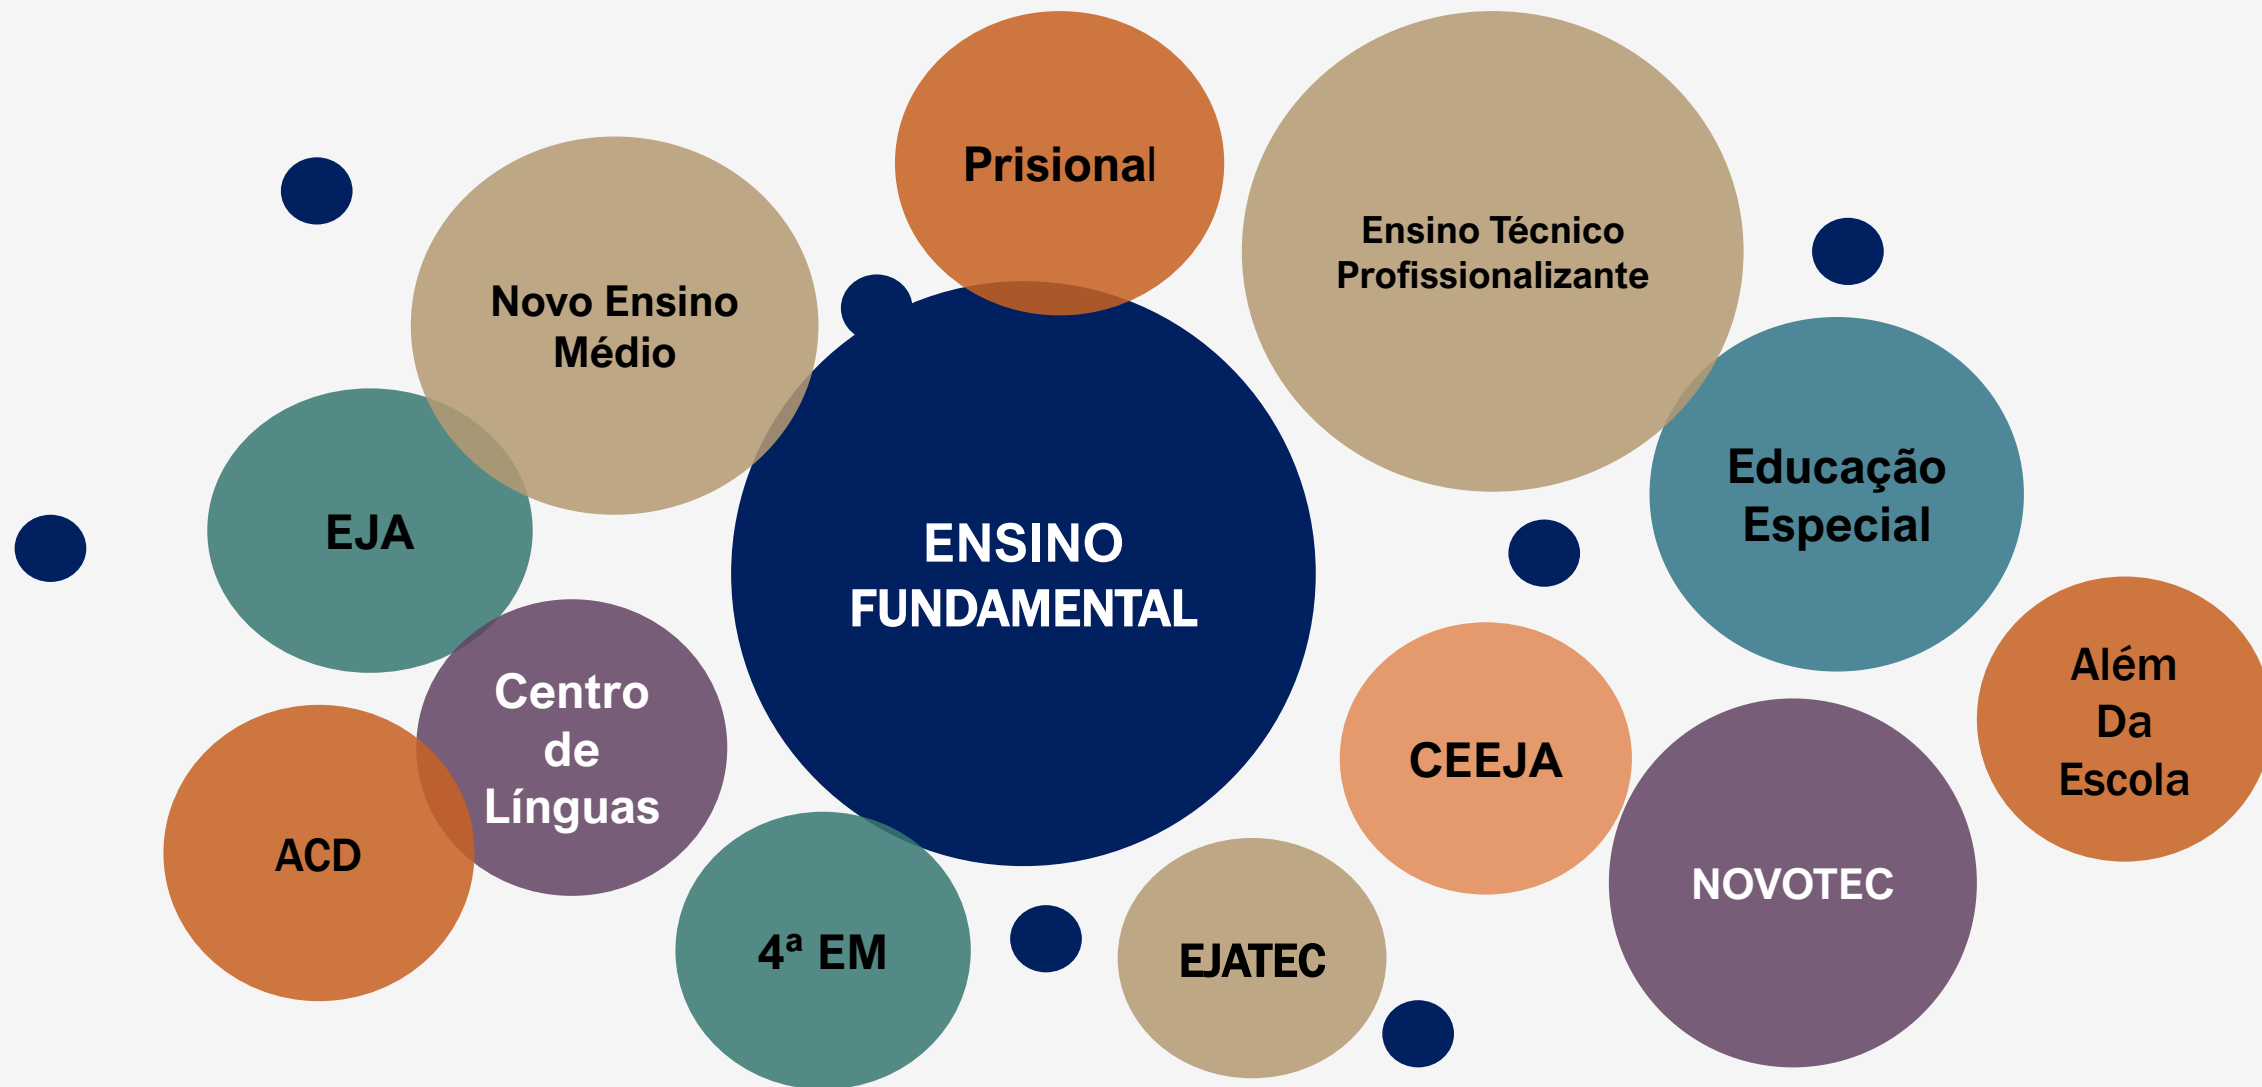 Prisional
Ensino Técnico
Profissionalizante
Novo Ensino
Médio
Educação
Especial
EJA
ENSINO
FUNDAMENTAL
Centro
de
Línguas
Além
Da
Escola
CEEJA
ACD
NOVOTEC
4ª EM
EJATEC